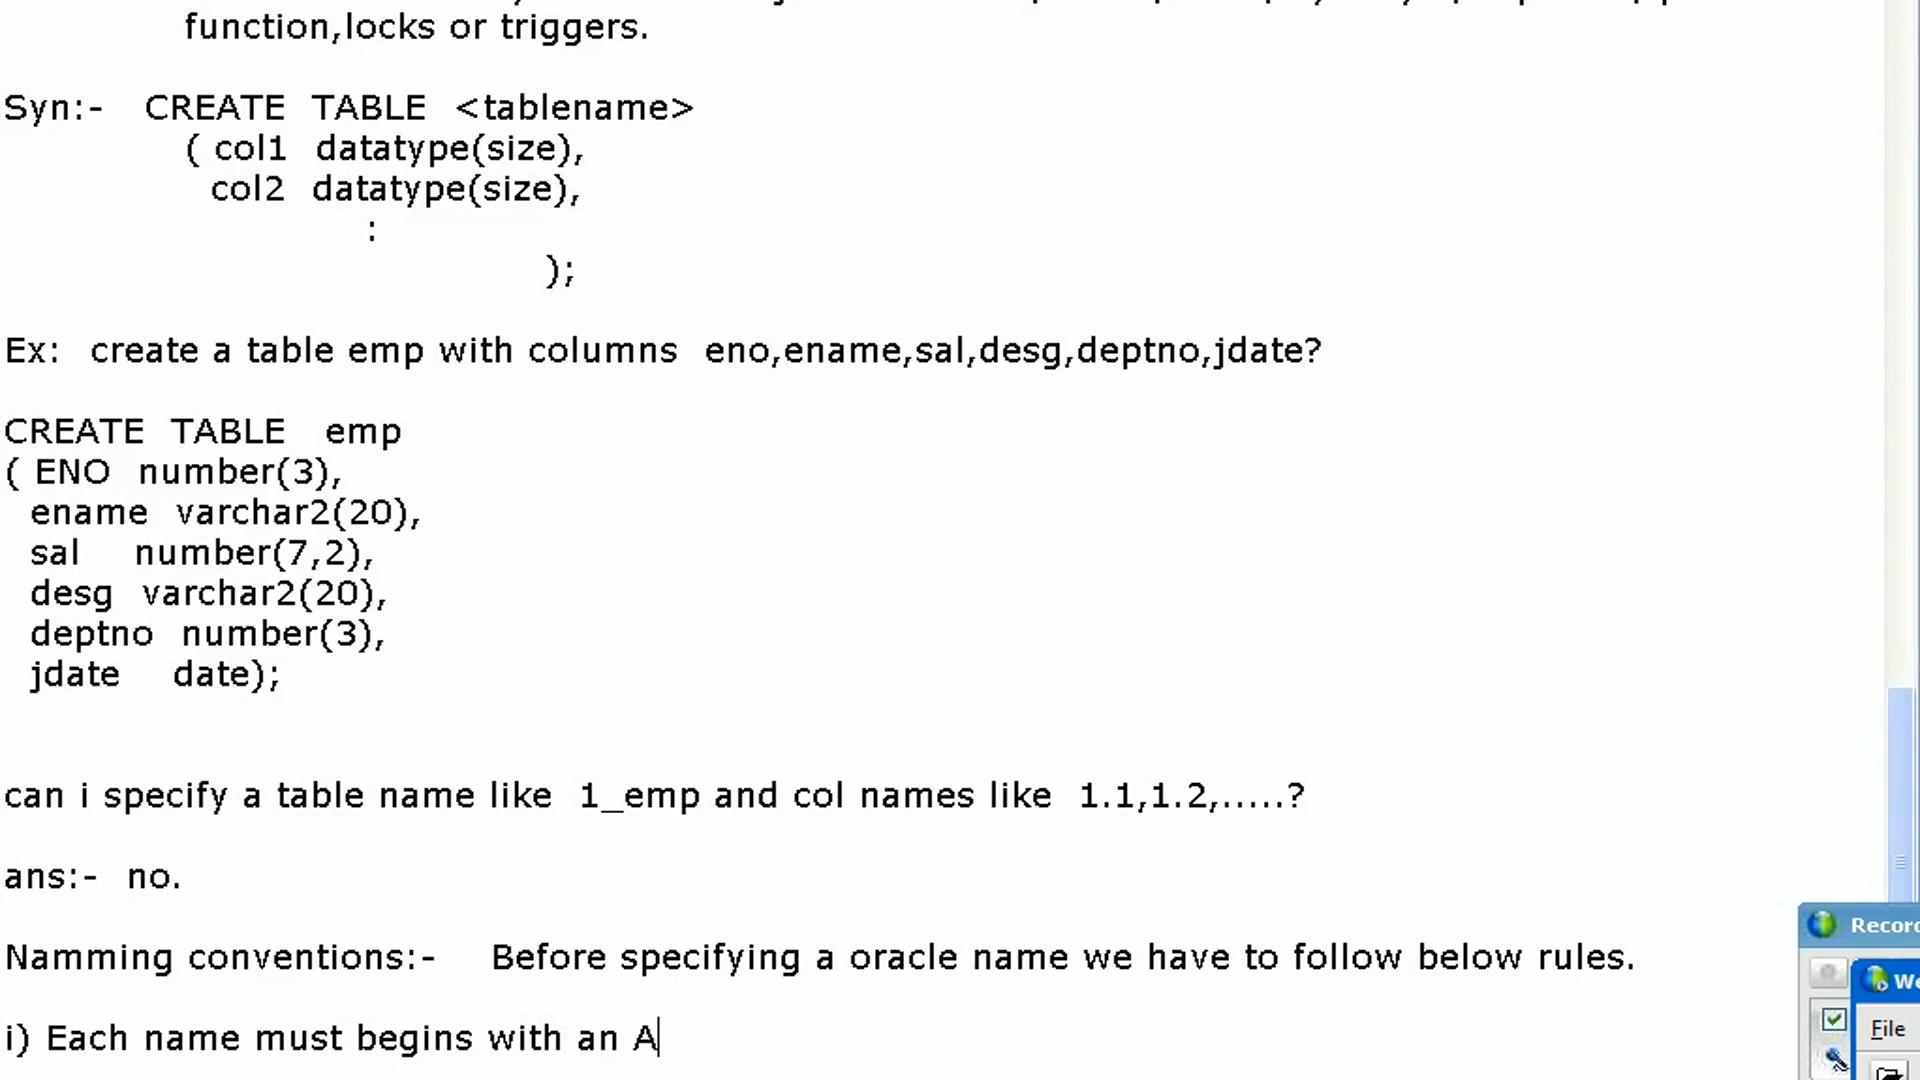 function,locks or triggers.
Syn:- CREATE TABLE <tablename>
( col1 datatype(size),
col2 datatype(size),
:
);
Ex: create a table emp with columns eno,ename,sal,desg,deptno,jdate?
CREATE TABLE emp
( ENO number(3),
ename varchar2(20),
sal number(7,2),
desg varchar2(20),
deptno number(3),
jdate date);
can i specify a table name like 1_emp and col names like 1.1,1.2,.....?
ans:- no.
Namming conventions:- Before specifying a oracle name we have to follow below rules.
i) Each name must begins with an A
File